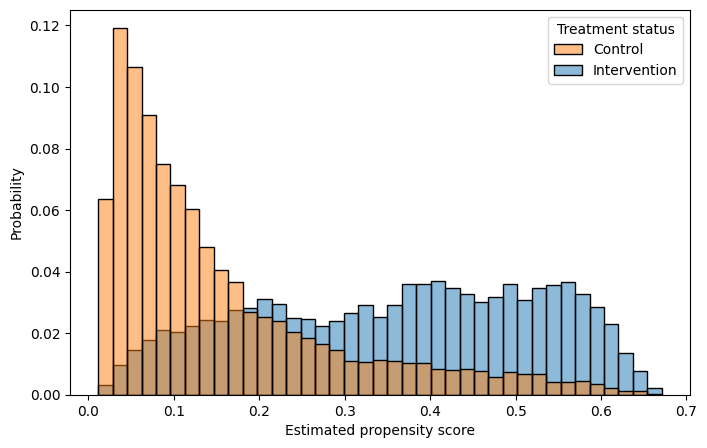 0.12
0.10
0.08
0.06
0.04
0.02
0.00
Probability
Treatment status
Control
Intervention
0.0 0.1 0.2 0.3 0.4 0.5 0.6 0.7
Estimated propensity score